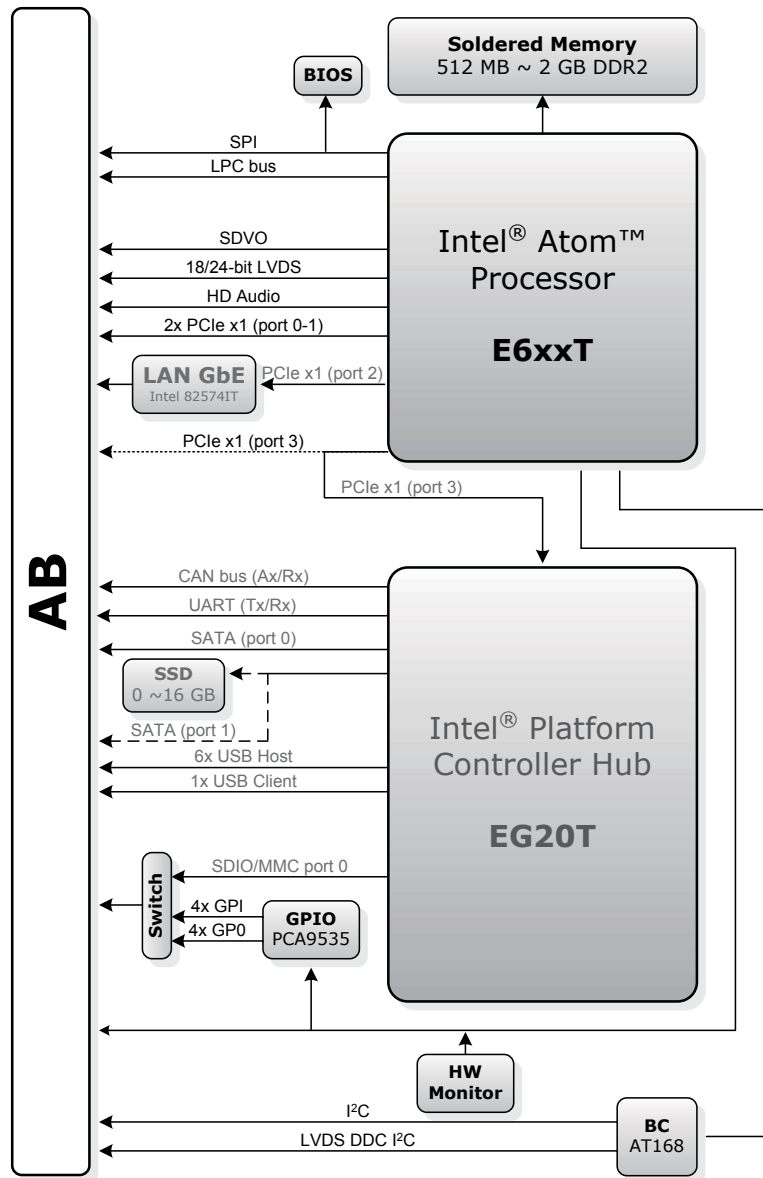 Soldered Memory
512 MB ~ 2 GB DDR2
BIOS
SPI
LPC bus
SDVO
18/24-bit LVDS
HD Audio
2x PCIe x1 (port 0-1)
Intel® Atom™
Processor
E6xxT
LAN GbE
Intel 82574IT
PCIe x1 (port 2)
PCIe x1 (port 3)
PCIe x1 (port 3)
AB
CAN bus (Ax/Rx)
UART (Tx/Rx)
SATA (port 0)
SSD
0 ~16 GB
SATA (port 1)
6x USB Host
1x USB Client
Intel® Platform
Controller Hub
EG20T
SDIO/MMC port 0
Switch
4x GPI
4x GP0
GPIO
PCA9535
HW
Monitor
I²C
LVDS DDC I²C
BC
AT168